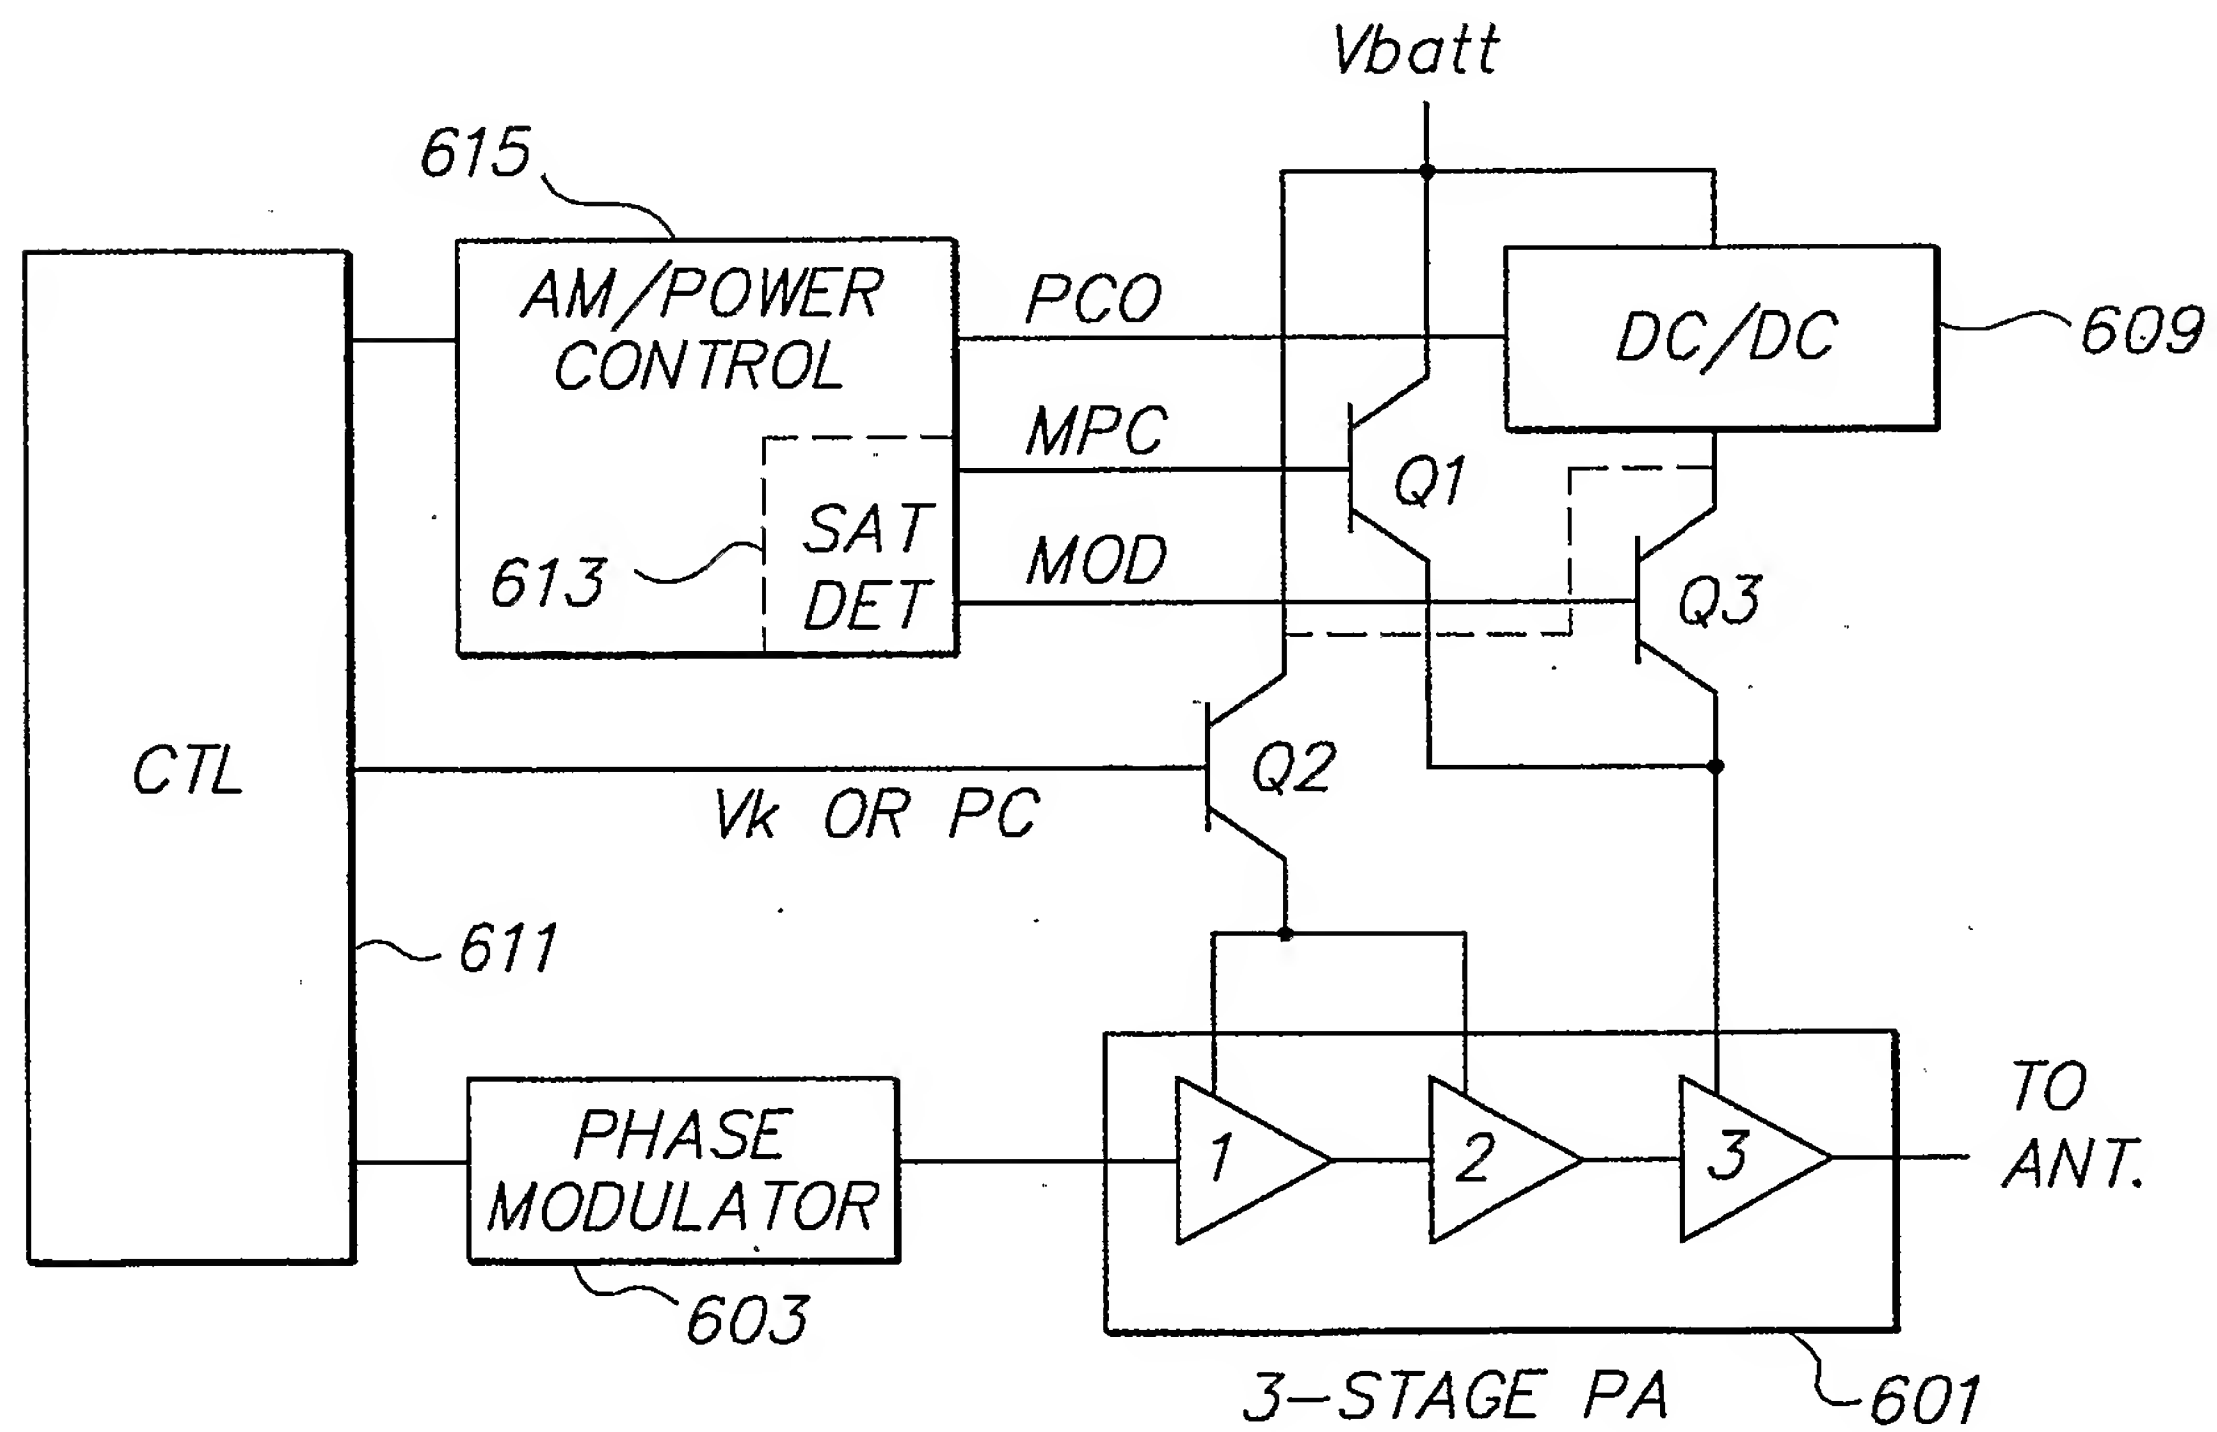 Vbatt
615
AM/POWER
CONTROL
PCO
DC/DC
609
MPC
Q1
SAT
DET
613
MOD
Q3
CTL
Q2
Vk OR PC
611
PHASE
MODULATOR
603
1
2
3
TO
ANT.
3-STAGE PA
601